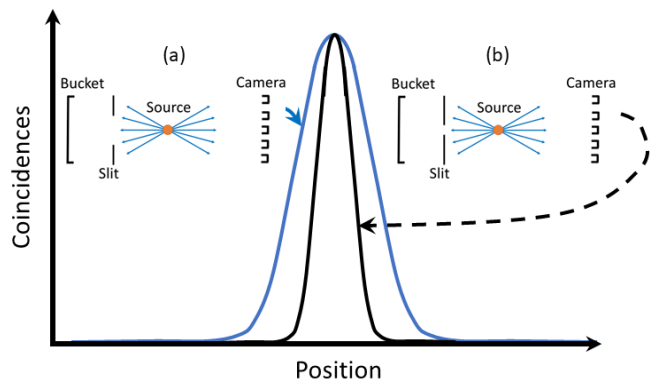 (a)
Bucket
Source
Camera
Slit
(b)
Bucket
Source
Camera
Slit
Coincidences
Position